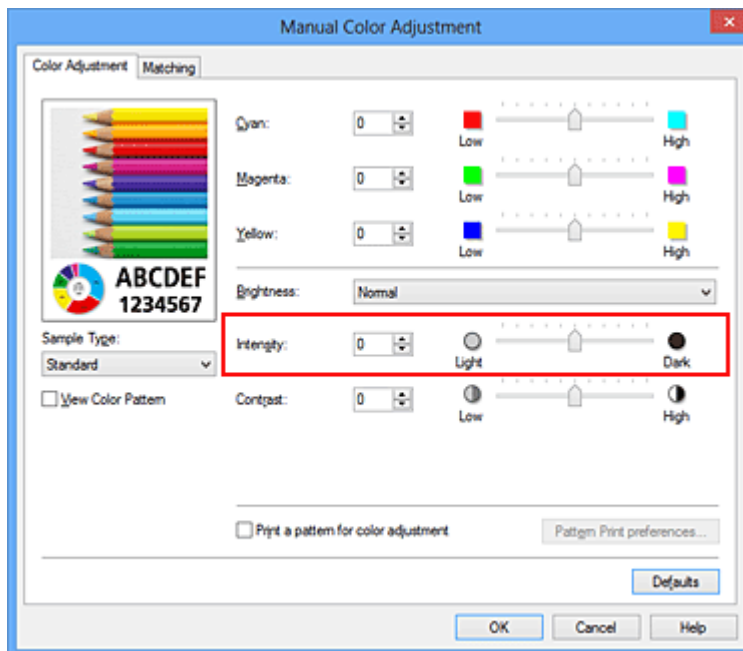 Manual Color Adjustment
Color Adjustment Matching
Cyan: 0 Low High
Magenta: 0 Low High
Yellow: 0 Low High
ABCDEF
1234567
Brightness: Normal
Sample Type:
Standard
Intensity: 0 Light Dark
View Color Pattern
Contrast: 0 Low High
Print a pattern for color adjustment Pattern Print preferences...
Defaults
OK Cancel Help